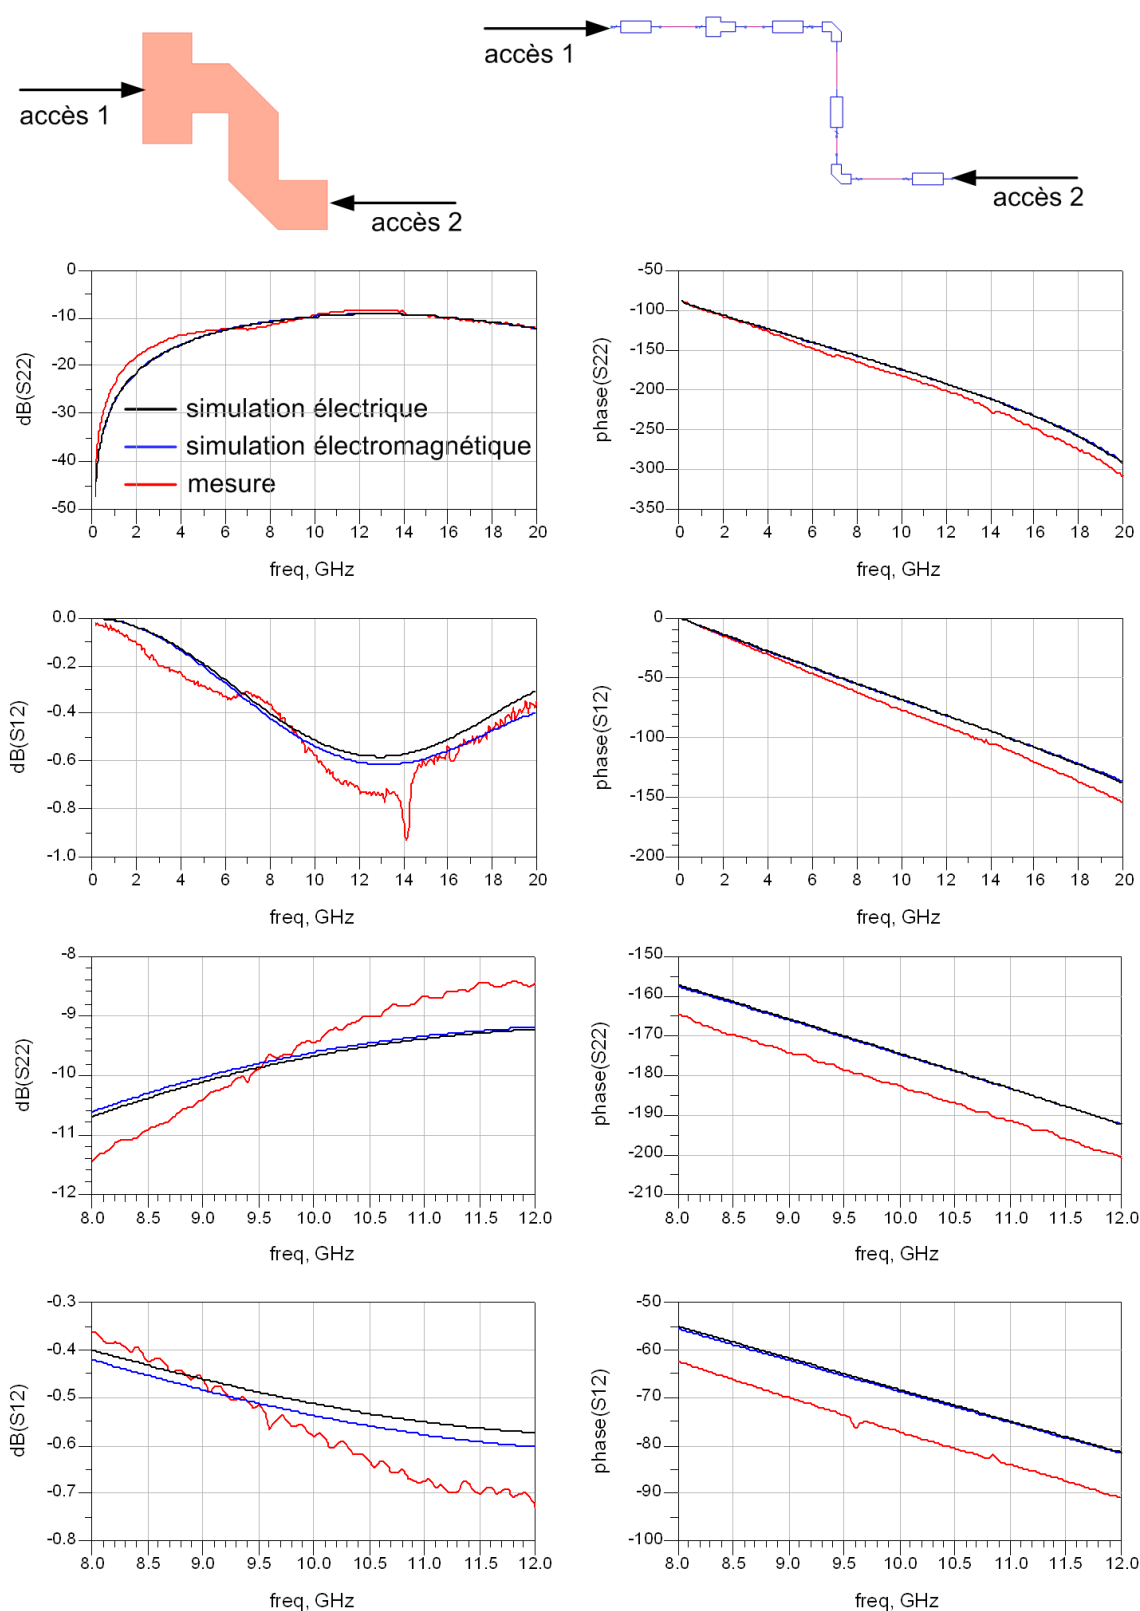 accès 1
accès 2
accès 1
accès 2
0
-10
-20
-30
-40
-50
dB(S22)
simulation électrique
simulation électromagnétique
mesure
0 2 4 6 8 10 12 14 16 18 20
freq, GHz
-50
-100
-150
-200
-250
-300
-350
phase(S22)
0 2 4 6 8 10 12 14 16 18 20
freq, GHz
0.0
-0.2
-0.4
-0.6
-0.8
-1.0
dB(S12)
0 2 4 6 8 10 12 14 16 18 20
freq, GHz
0
-50
-100
-150
-200
phase(S12)
0 2 4 6 8 10 12 14 16 18 20
freq, GHz
-8
-9
-10
-11
-12
dB(S22)
8.0 8.5 9.0 9.5 10.0 10.5 11.0 11.5 12.0
freq, GHz
-150
-160
-170
-180
-190
-200
-210
phase(S22)
8.0 8.5 9.0 9.5 10.0 10.5 11.0 11.5 12.0
freq, GHz
-0.3
-0.4
-0.5
-0.6
-0.7
-0.8
dB(S12)
8.0 8.5 9.0 9.5 10.0 10.5 11.0 11.5 12.0
freq, GHz
-50
-60
-70
-80
-90
-100
phase(S12)
8.0 8.5 9.0 9.5 10.0 10.5 11.0 11.5 12.0
freq, GHz